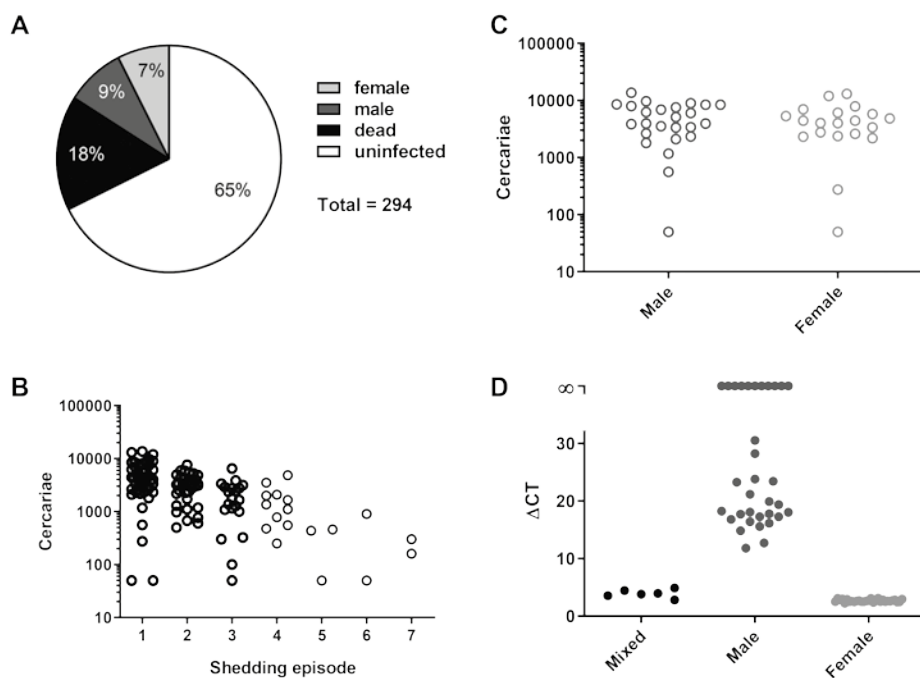 A
7%
9%
18%
65%
female
male
dead
uninfected
Total = 294
C
100000
10000
1000
100
10
Cercariae
Male
Female
B
100000
10000
1000
100
10
Cercariae
1 2 3 4 5 6 7
Shedding episode
D
∞
30
20
10
0
ΔCT
Mixed
Male
Female